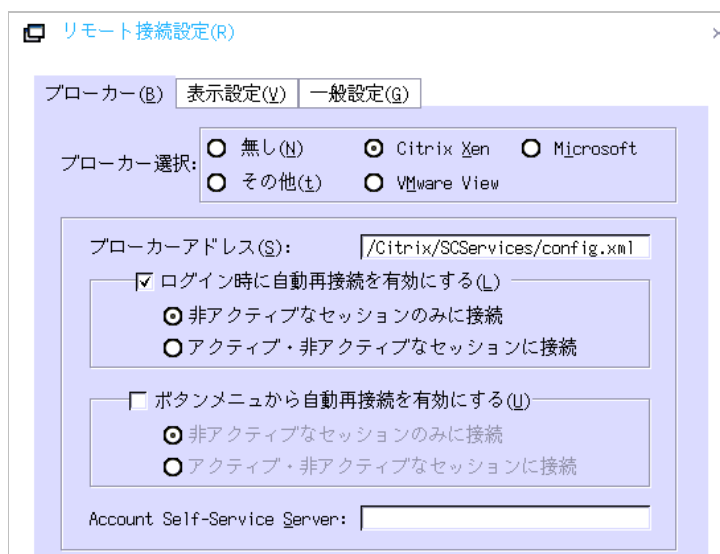 リモート接続設定(R)
ブローカー(B) 表示設定(V) 一般設定(G)
ブローカー選択: 無し(N) Citrix Xen Microsoft
その他(t) VMware View
ブローカーアドレス(S): /Citrix/SCServices/config.xml
ログイン時に自動再接続を有効にする(L)
非アクティブなセッションのみに接続
アクティブ・非アクティブなセッションに接続
ボタンメニュから自動再接続を有効にする(U)
非アクティブなセッションのみに接続
アクティブ・非アクティブなセッションに接続
Account Self-Service Server: